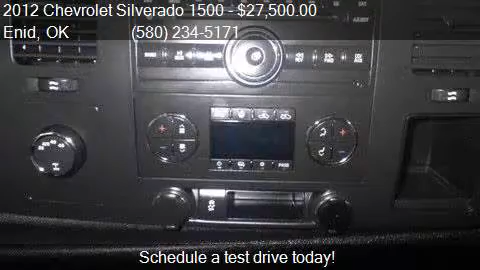 2012 Chevrolet Silverado 1500 - $27,500.00
Enid, OK (580) 234-5171
Schedule a test drive today!